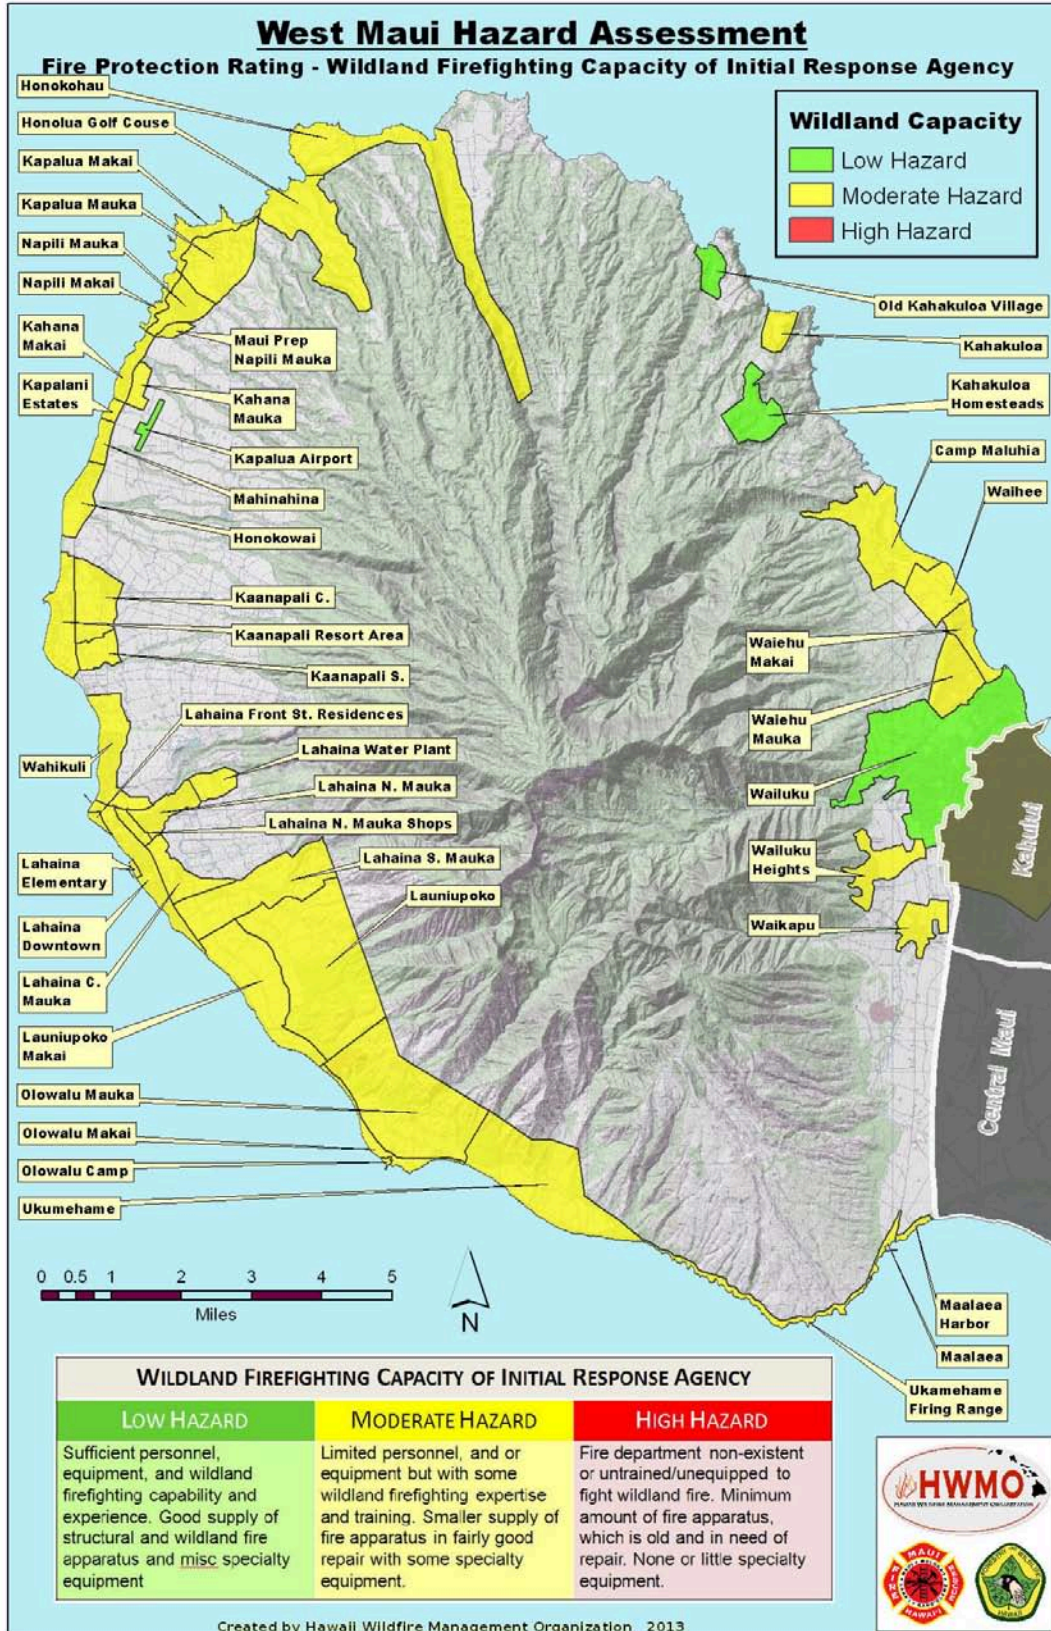 West Maui Hazard Assessment
Fire Protection Rating - Wildland Firefighting Capacity of Initial Response Agency
Honokohau
Honolua Golf Couse
Kapalua Makai
Kapalua Mauka
Napili Mauka
Napili Makai
Kahana
Makai
Kapalani
Estates
Maui Prep
Napili Mauka
Kahana
Mauka
Kapalua Airport
Mahinahina
Honokowai
Kaanapali C.
Kaanapali Resort Area
Kaanapali S.
Lahaina Front St. Residences
Wahikuli
Lahaina Water Plant
Lahaina N. Mauka
Lahaina N. Mauka Shops
Lahaina
Elementary
Lahaina S. Mauka
Launiupoko
Lahaina
Downtown
Lahaina C.
Mauka
Launiupoko
Makai
Olowalu Mauka
Olowalu Makai
Olowalu Camp
Ukumehame
Wildland Capacity
Low Hazard
Moderate Hazard
High Hazard
Old Kahakuloa Village
Kahakuloa
Kahakuloa
Homesteads
Camp Maluhia
Waihee
Waiehu
Makai
Waiehu
Mauka
Wailuku
Wailuku
Heights
Waikapu
Kahului
Central Maui
Maalaea
Harbor
Maalaea
Ukamehame
Firing Range
0 0.5 1 2 3 4 5
Miles
N
WILDLAND FIREFIGHTING CAPACITY OF INITIAL RESPONSE AGENCY
LOW HAZARD
Sufficient personnel,
equipment, and wildland
firefighting capability and
experience. Good supply of
structural and wildland fire
apparatus and misc specialty
equipment
MODERATE HAZARD
Limited personnel, and or
equipment but with some
wildland firefighting expertise
and training. Smaller supply of
fire apparatus in fairly good
repair with some specialty
equipment.
HIGH HAZARD
Fire department non-existent
or untrained/unequipped to
fight wildland fire. Minimum
amount of fire apparatus,
which is old and in need of
repair. None or little specialty
equipment.
HWMO
HAWAII WILDFIRE MANAGEMENT ORGANIZATION
MAUI
FIRE
HAWAII
Created by Hawaii Wildfire Management Organization 2013